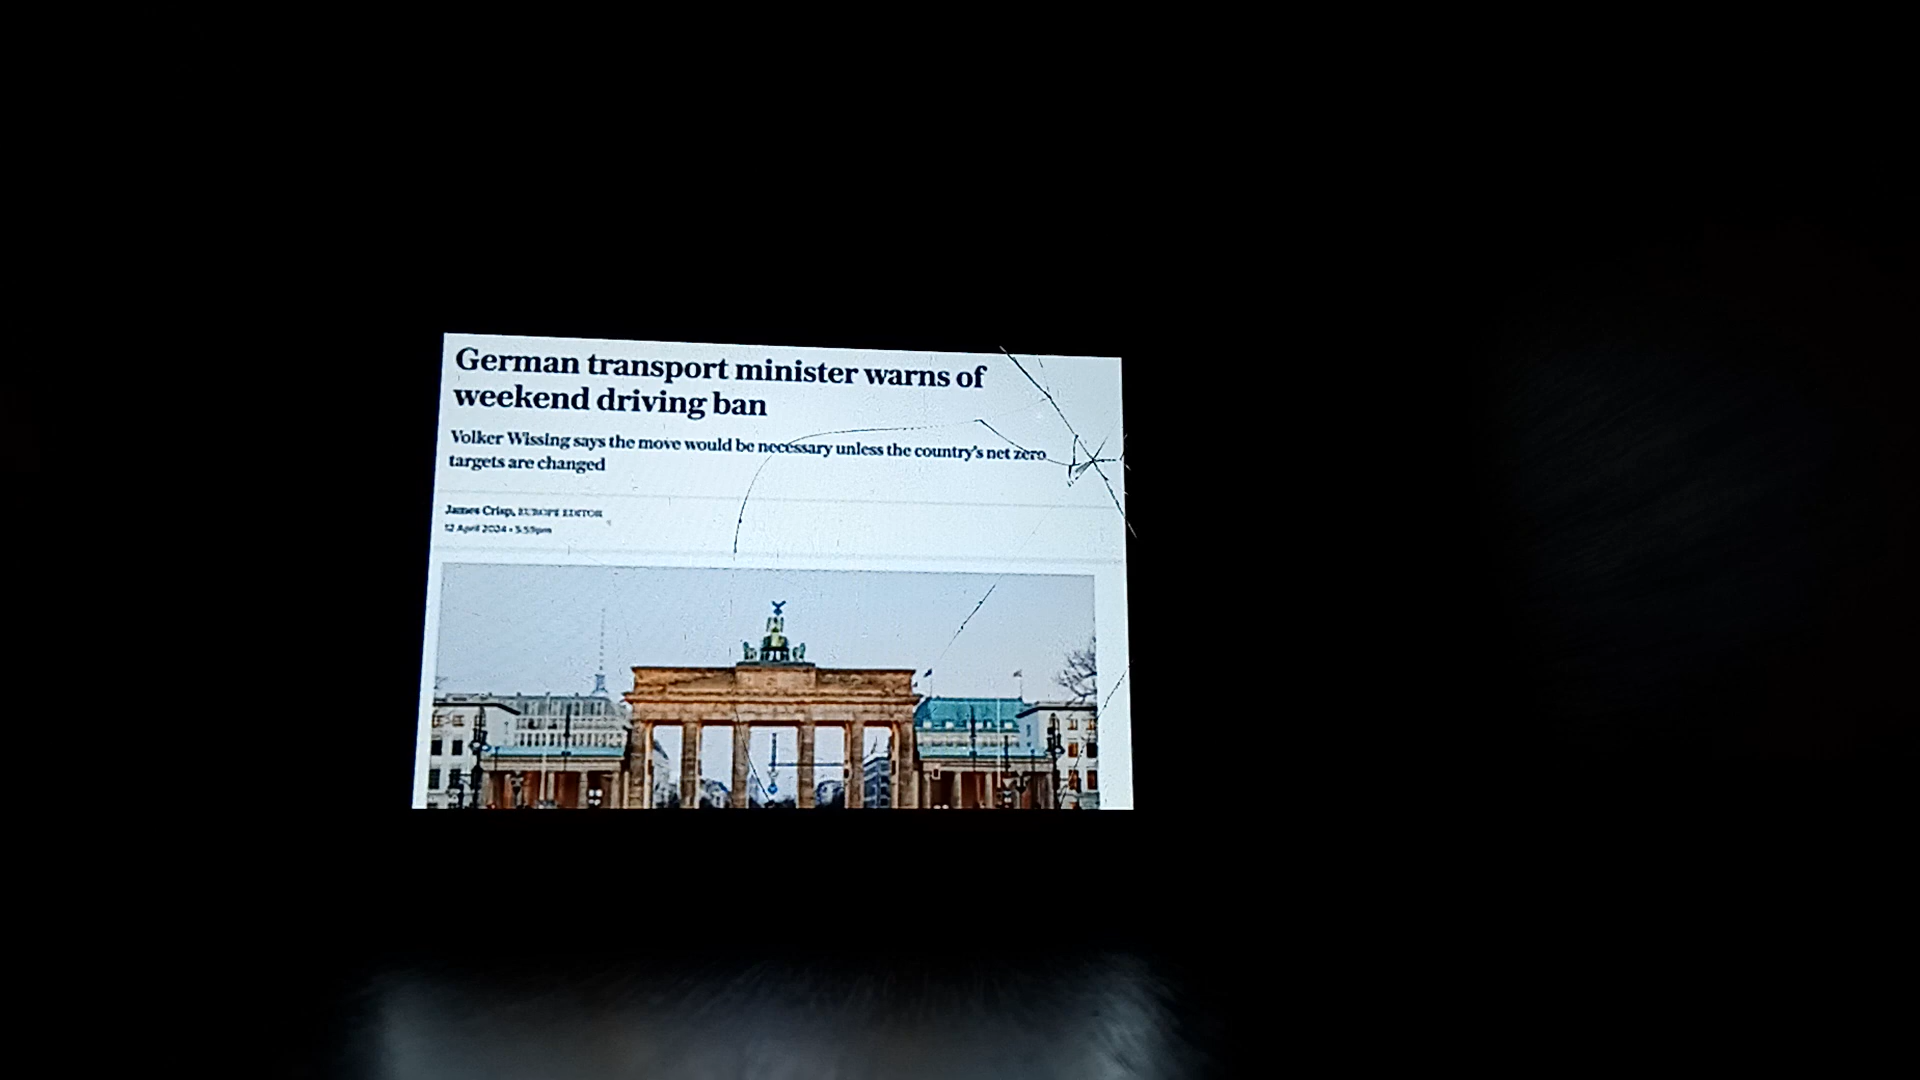 German transport minister warns of
weekend driving ban
Volker Wissing says the move would be necessary unless the country's net zero
targets are changed
James Crisp, EUROPE EDITOR
12 April 2024 • 5:59pm